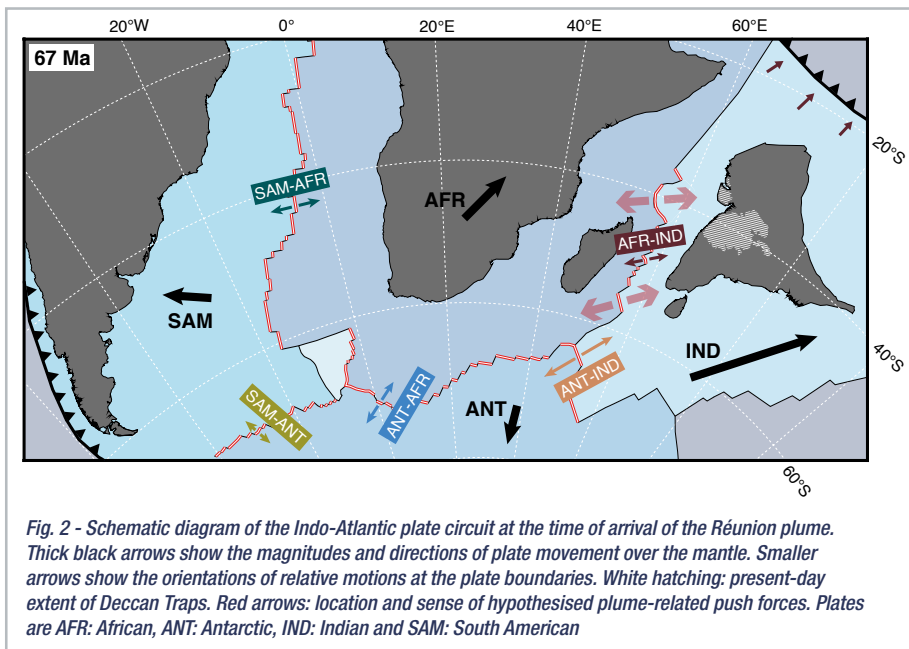 20°W 0° 20°E 40°E 60°E
67 Ma
20°S
SAM-AFR
AFR
AFR-IND
SAM
IND
40°S
ANT-IND
ANT
ANT-AFR
SAM-ANT
60°S
Fig. 2 - Schematic diagram of the Indo-Atlantic plate circuit at the time of arrival of the Réunion plume.
Thick black arrows show the magnitudes and directions of plate movement over the mantle. Smaller
arrows show the orientations of relative motions at the plate boundaries. White hatching: present-day
extent of Deccan Traps. Red arrows: location and sense of hypothesised plume-related push forces. Plates
are AFR: African, ANT: Antarctic, IND: Indian and SAM: South American